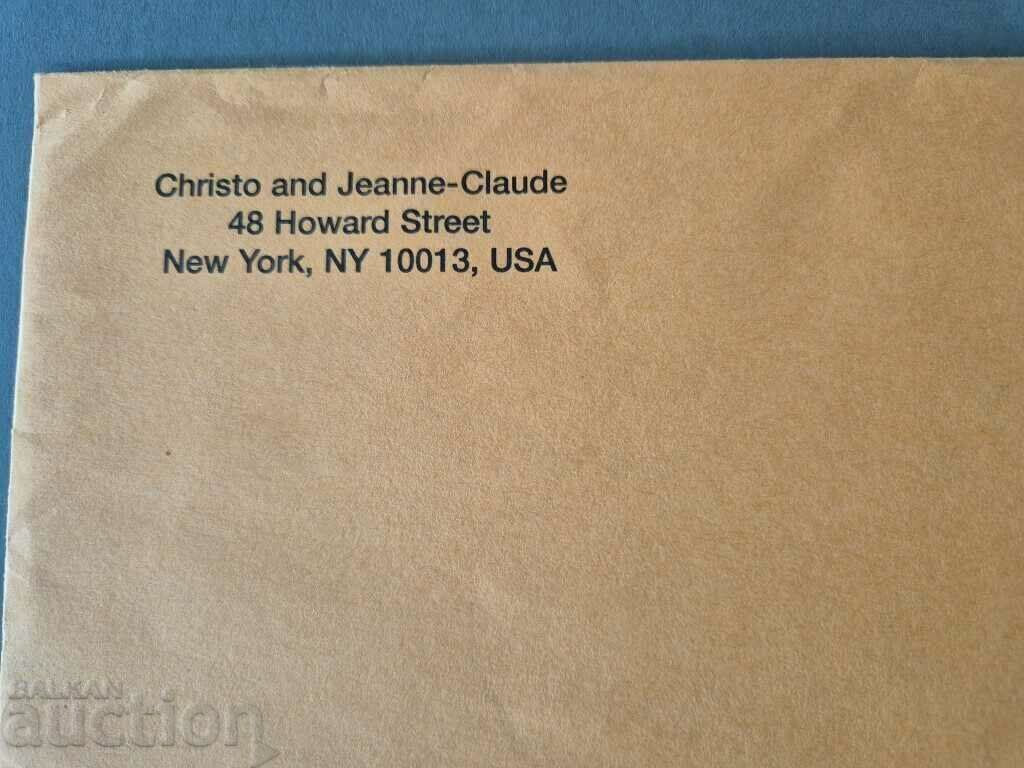 Christo and Jeanne-Claude
48 Howard Street
New York, NY 10013, USA
BALKAN
auction